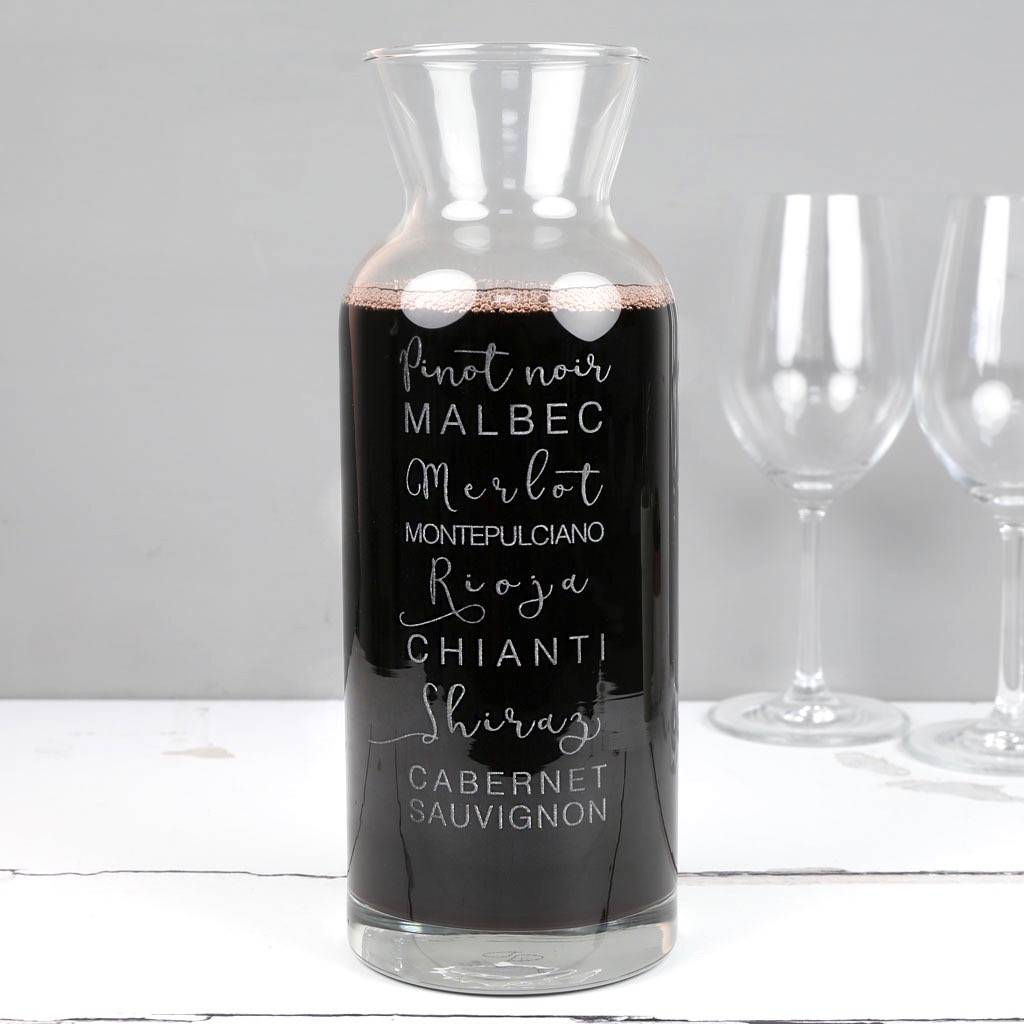 Pinot noir
MALBEC
Merlot
MONTEPULCIANO
Rioja
CHIANTI
Shiraz
CABERNET
SAUVIGNON